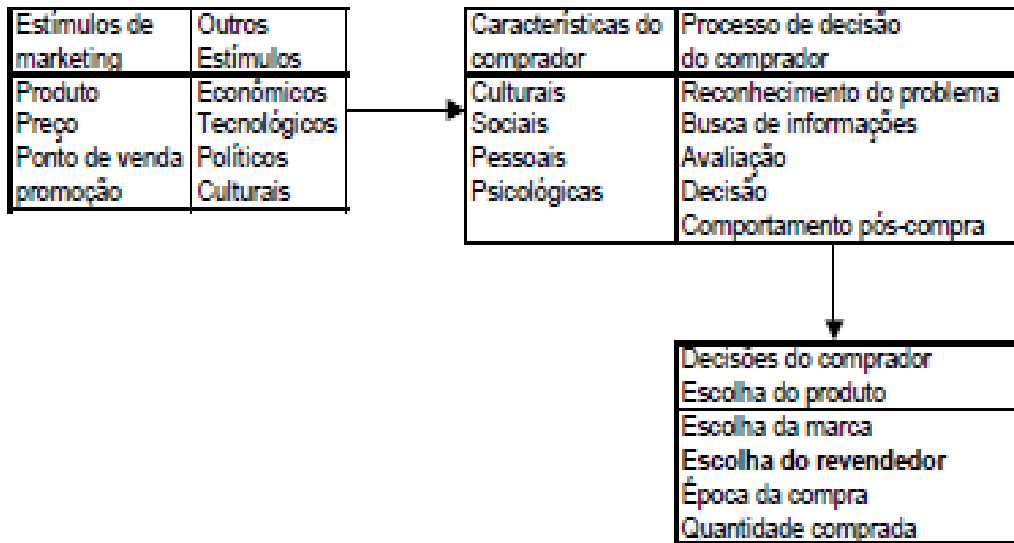 Estímulos de
marketing
Outros
Estímulos
Produto
Preço
Ponto de venda
promoção
Econômicos
Tecnológicos
Políticos
Culturais
Características do
comprador
Processo de decisão
do comprador
Culturais
Sociais
Pessoais
Psicológicas
Reconhecimento do problema
Busca de informações
Avaliação
Decisão
Comportamento pós-compra
Decisões do comprador
Escolha do produto
Escolha da marca
Escolha do revendedor
Época da compra
Quantidade comprada